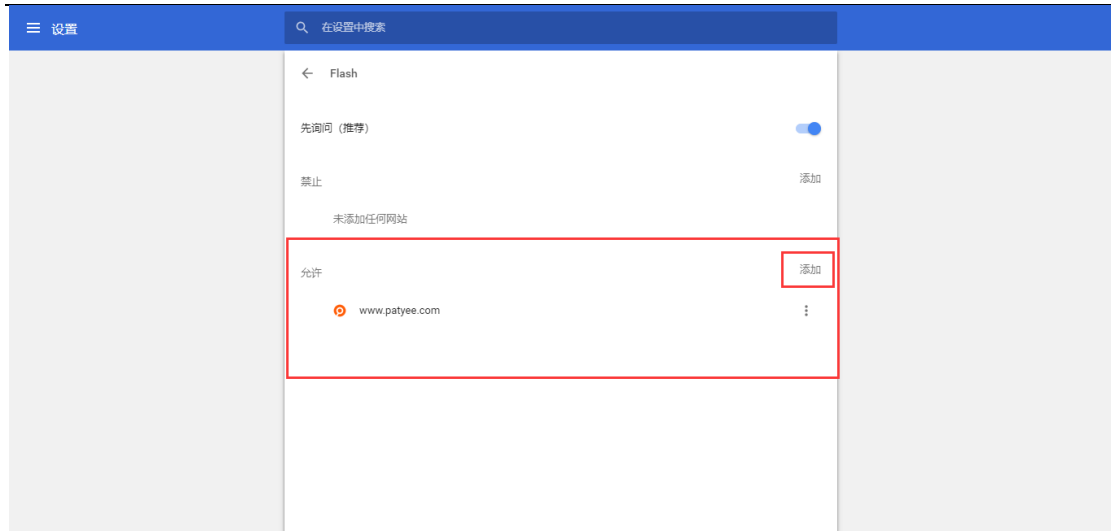 设置
在设置中搜索
Flash
先询问（推荐）
禁止
添加
未添加任何网站
允许
添加
www.patyee.com